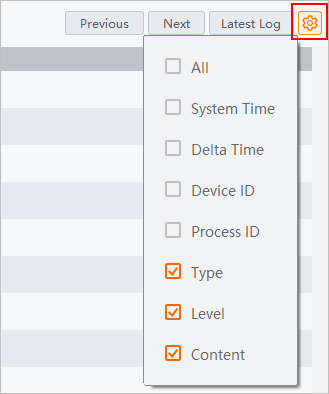 Previous
Next
Latest Log
All
System Time
Delta Time
Device ID
Process ID
Type
Level
Content